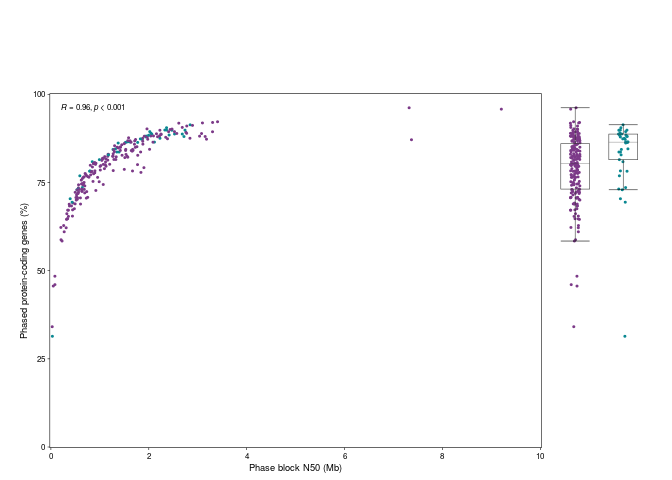 100
R = 0.96, p < 0.001
75
50
25
0
Phased protein-coding genes (%)
0 2 4 6 8 10
Phase block N50 (Mb)